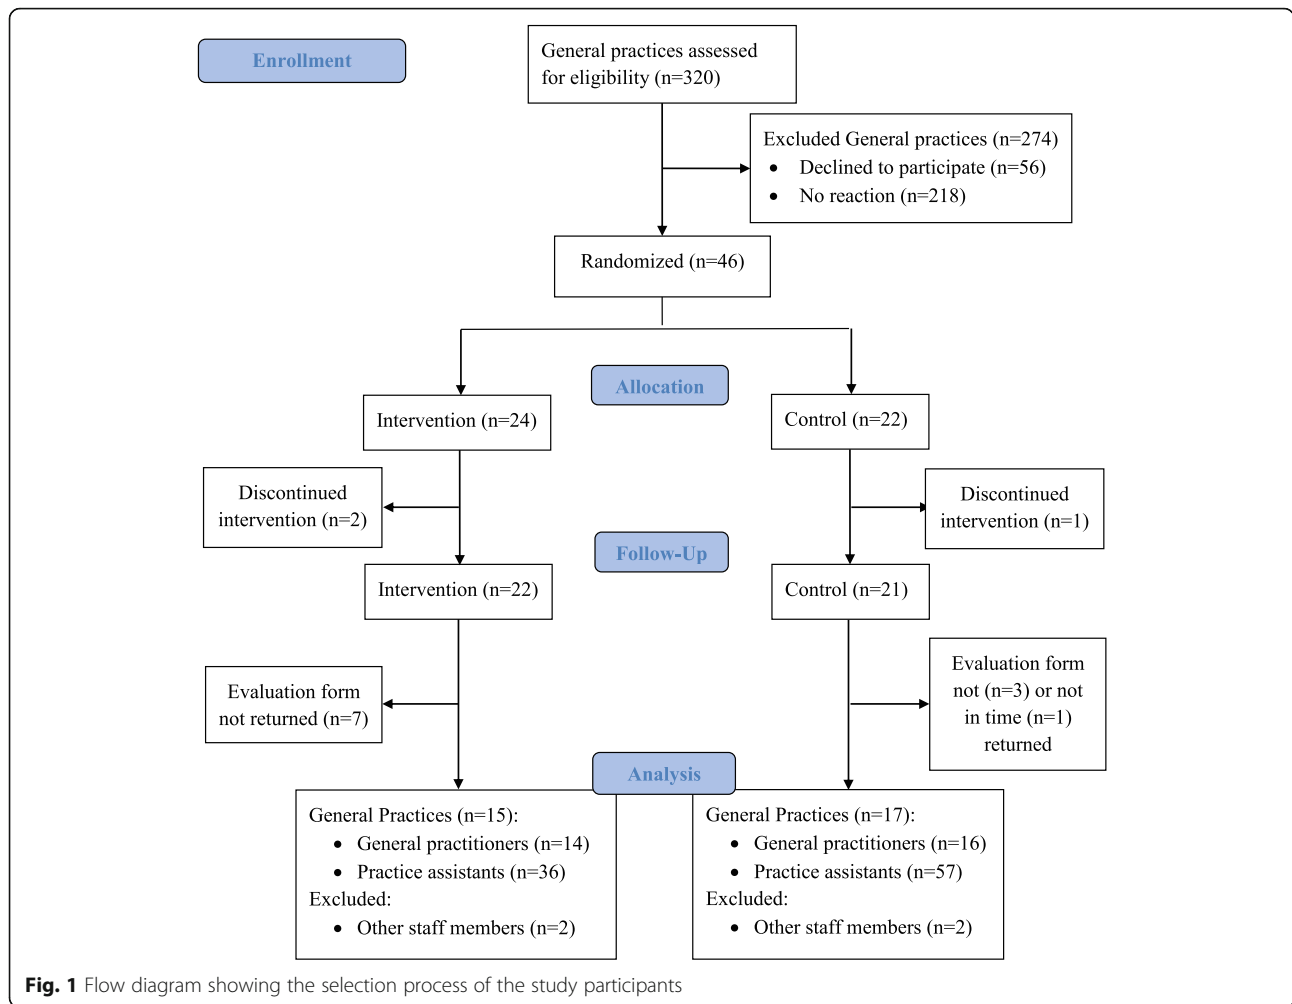 Enrollment
General practices assessed
for eligibility (n=320)
Excluded General practices (n=274)
• Declined to participate (n=56)
• No reaction (n=218)
Randomized (n=46)
Allocation
Intervention (n=24)
Control (n=22)
Discontinued
intervention (n=2)
Discontinued
intervention (n=1)
Follow-Up
Intervention (n=22)
Control (n=21)
Evaluation form
not returned (n=7)
Evaluation form
not (n=3) or not
in time (n=1)
returned
Analysis
General Practices (n=15):
• General practitioners (n=14)
• Practice assistants (n=36)
Excluded:
• Other staff members (n=2)
General Practices (n=17):
• General practitioners (n=16)
• Practice assistants (n=57)
Excluded:
• Other staff members (n=2)
Fig. 1 Flow diagram showing the selection process of the study participants